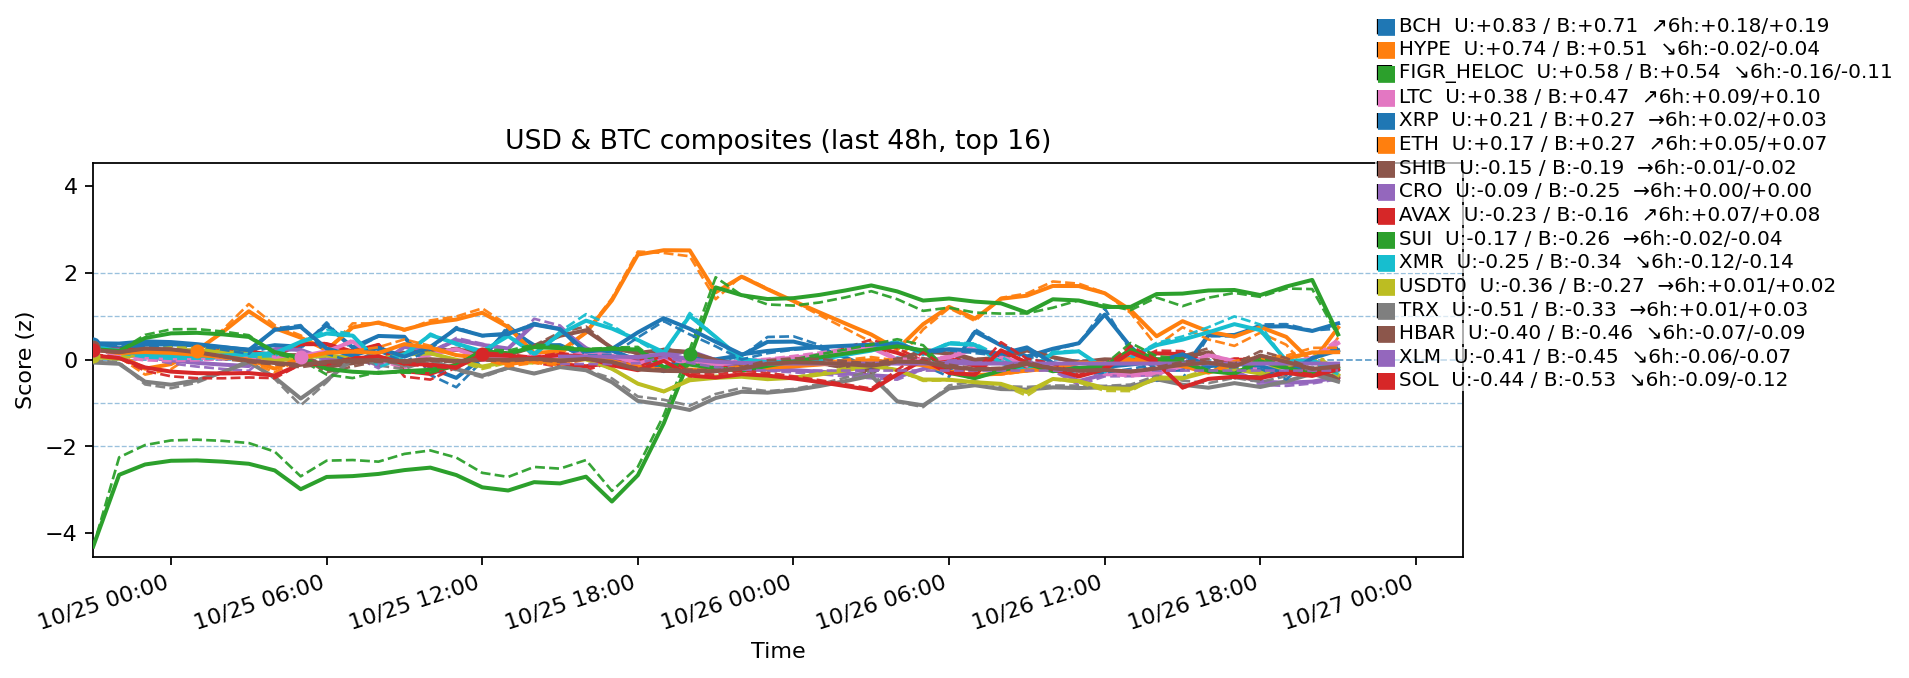 BCH  U:+0.83 / B:+0.71  ↗6h:+0.18/+0.19
HYPE  U:+0.74 / B:+0.51  ↘6h:-0.02/-0.04
FIGR_HELOC  U:+0.58 / B:+0.54  ↘6h:-0.16/-0.11
LTC  U:+0.38 / B:+0.47  ↗6h:+0.09/+0.10
XRP  U:+0.21 / B:+0.27  →6h:+0.02/+0.03
ETH  U:+0.17 / B:+0.27  ↗6h:+0.05/+0.07
SHIB  U:-0.15 / B:-0.19  →6h:-0.01/-0.02
CRO  U:-0.09 / B:-0.25  →6h:+0.00/+0.00
AVAX  U:-0.23 / B:-0.16  ↗6h:+0.07/+0.08
SUI  U:-0.17 / B:-0.26  →6h:-0.02/-0.04
XMR  U:-0.25 / B:-0.34  ↘6h:-0.12/-0.14
USDT0  U:-0.36 / B:-0.27  →6h:+0.01/+0.02
TRX  U:-0.51 / B:-0.33  →6h:+0.01/+0.03
HBAR  U:-0.40 / B:-0.46  ↘6h:-0.07/-0.09
XLM  U:-0.41 / B:-0.45  ↘6h:-0.06/-0.07
SOL  U:-0.44 / B:-0.53  ↘6h:-0.09/-0.12
USD & BTC composites (last 48h, top 16)
Score (z)
4
2
0
−2
−4
10/25 00:00
10/25 06:00
10/25 12:00
10/25 18:00
10/26 00:00
10/26 06:00
10/26 12:00
10/26 18:00
10/27 00:00
Time